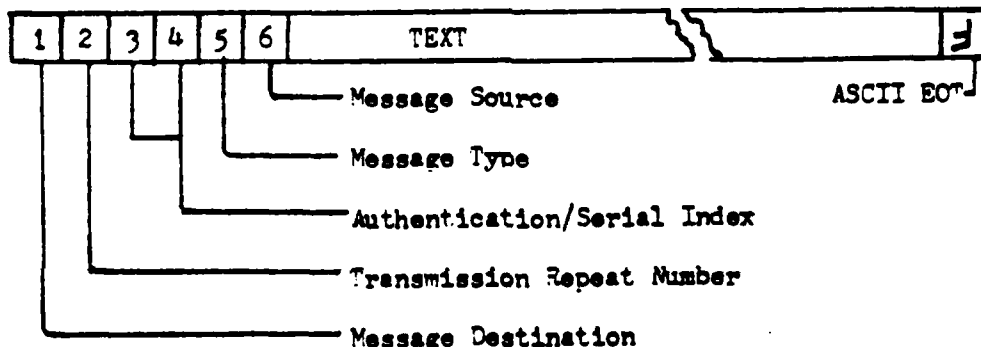 1 2 3 4 5 6 TEXT
Message Source ASCII EOT
Message Type
Authentication/Serial Index
Transmission Repeat Number
Message Destination